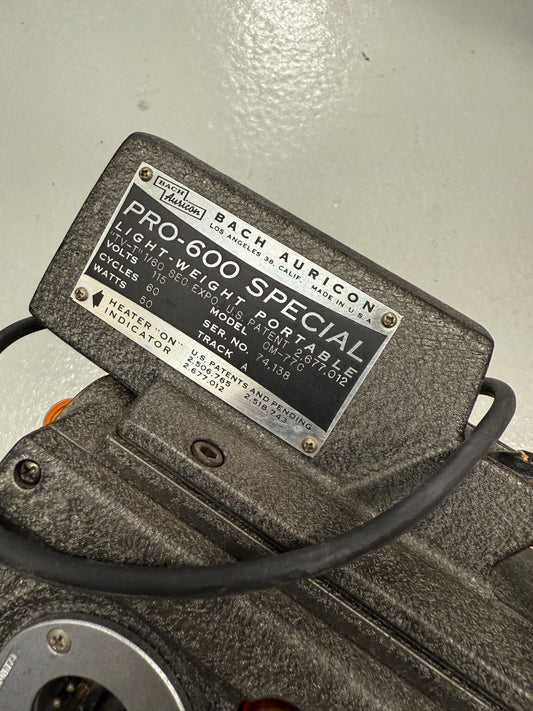 BACH
Auricon
BACH AURICON
LOS ANGELES 38, CALIF. MADE IN U.S.A.
PRO-600 SPECIAL
LIGHT-WEIGHT PORTABLE
"TV-T" 1/60 SEC. EXPO. U.S. PATENT 2,677,012
VOLTS 115 MODEL CM-77C
CYCLES 60 SER. NO. 74,138
WATTS 50 TRACK A
HEATER "ON"
INDICATOR
U.S. PATENTS AND PENDING
2,506,765 2,518,743
2,677,012